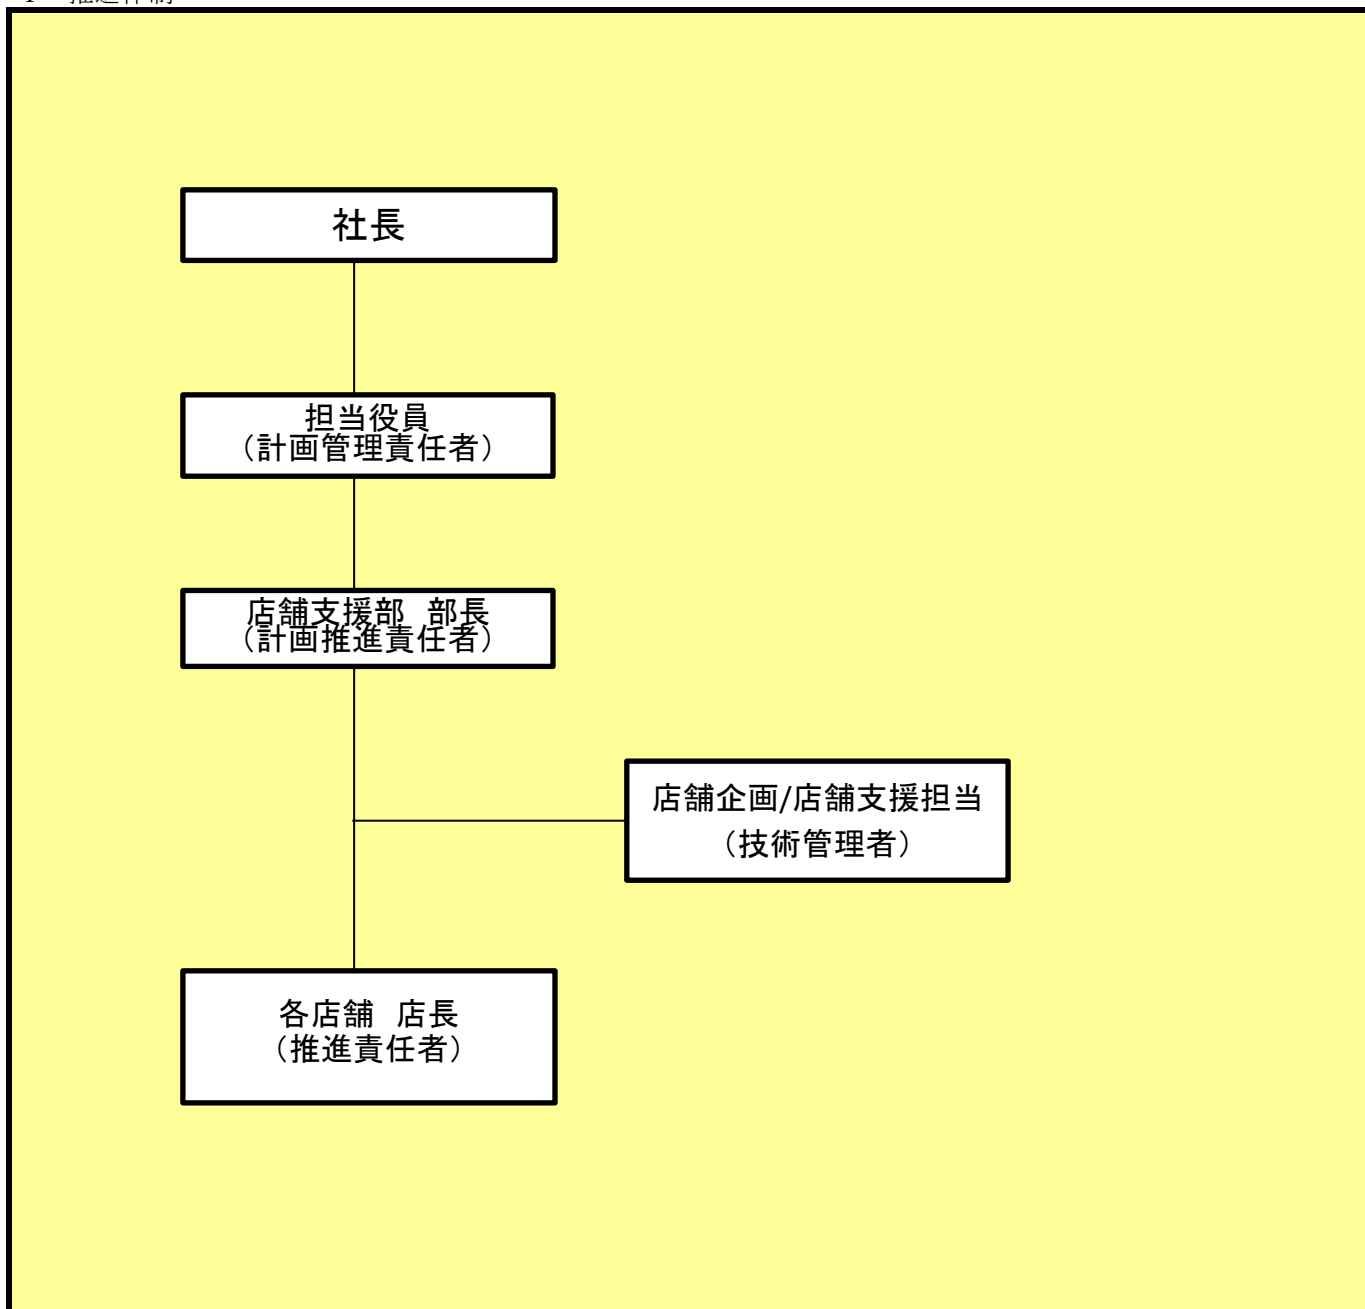 社長
担当役員
（計画管理責任者）
店舗支援部　部長
（計画推進責任者）
店舗企画/店舗支援担当
（技術管理者）
各店舗　店長
（推進責任者）